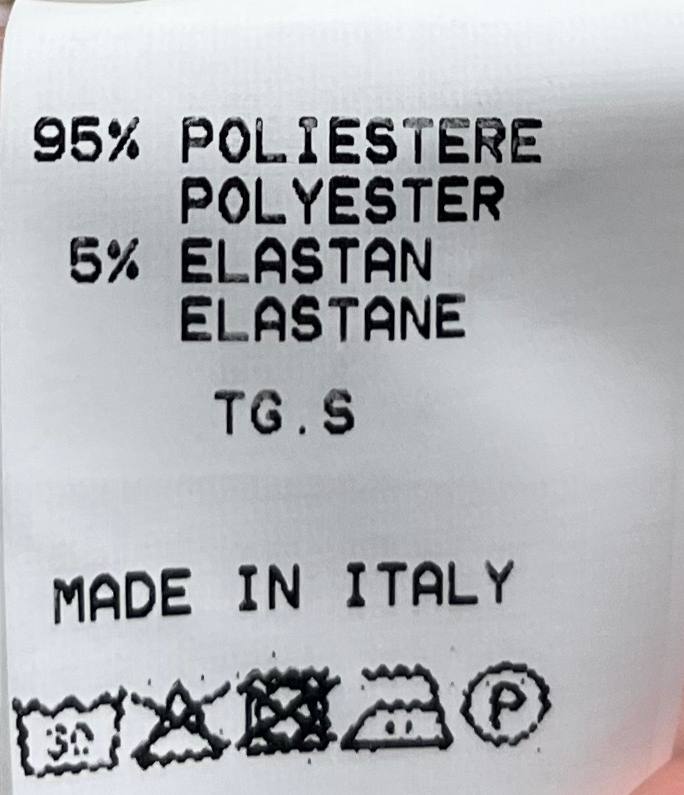 95% POLIESTERE
POLYESTER
5% ELASTAN
ELASTANE
TG.S
MADE IN ITALY
30
P